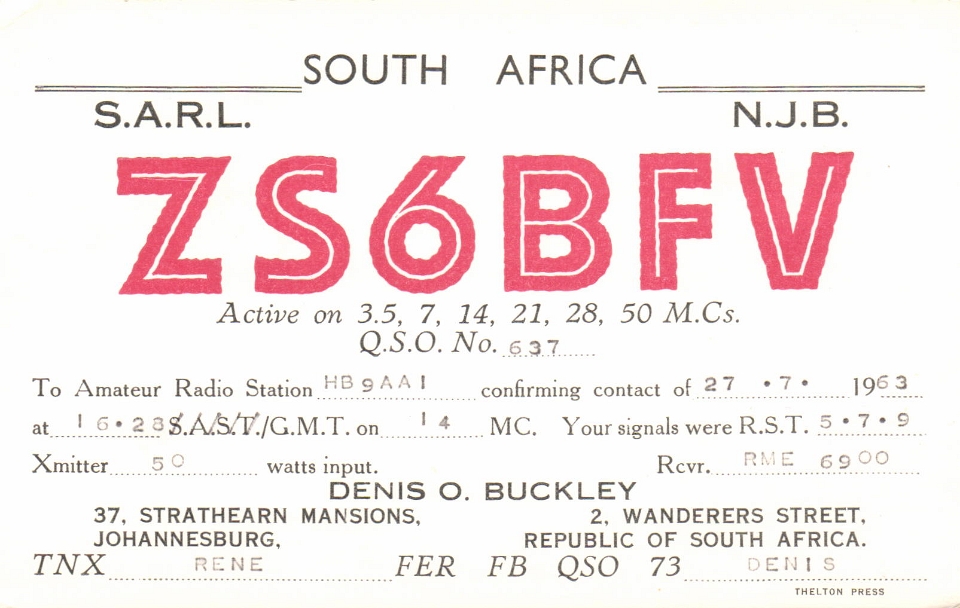 SOUTH AFRICA
S.A.R.L. N.J.B.
ZS6BFV
Active on 3.5, 7, 14, 21, 28, 50 M.Cs.
Q.S.O. No. 637
To Amateur Radio Station HB9AA1 confirming contact of 27 •7• 1963
at 16•28 S.A.S.T./G.M.T. on 14 MC. Your signals were R.S.T. 5•7•9
Xmitter 50 watts input. Rcvr. RME 6900
DENIS O. BUCKLEY
37, STRATHEARN MANSIONS, 2, WANDERERS STREET,
JOHANNESBURG, REPUBLIC OF SOUTH AFRICA.
TNX RENE FER FB QSO 73 DENIS
THELTON PRESS